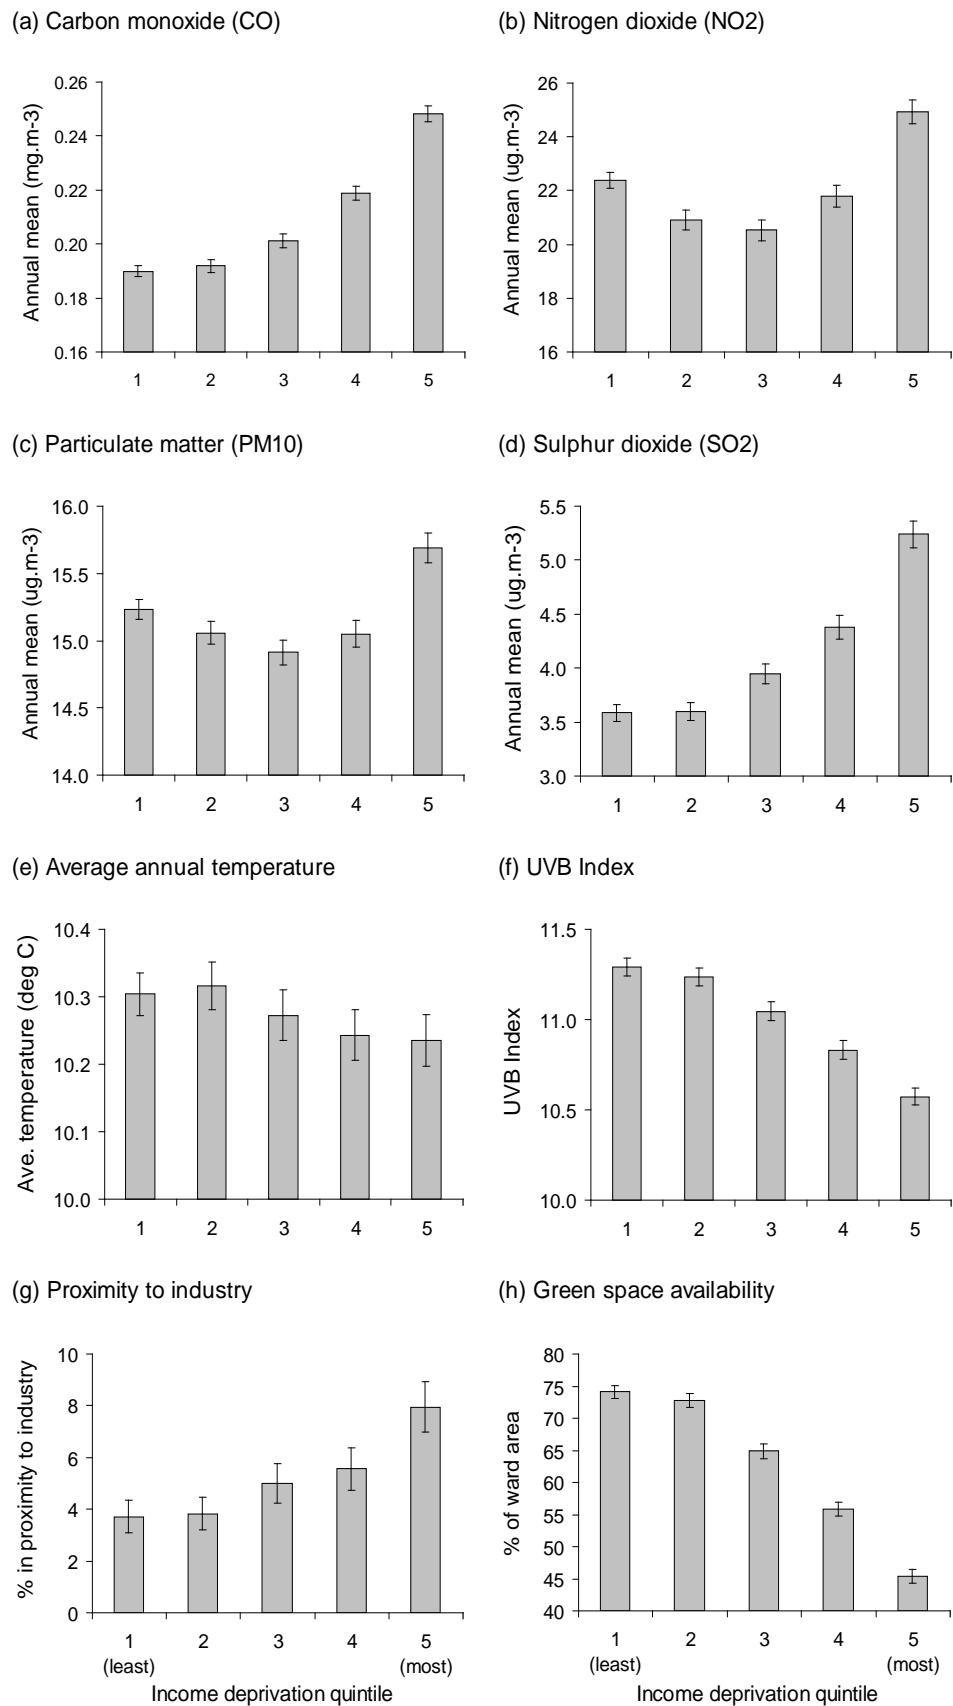 (a) Carbon monoxide (CO)
Annual mean (mg.m-3)
0.26
0.24
0.22
0.20
0.18
0.16
1 2 3 4 5
(b) Nitrogen dioxide (NO2)
Annual mean (ug.m-3)
26
24
22
20
18
16
1 2 3 4 5
(c) Particulate matter (PM10)
Annual mean (ug.m-3)
16.0
15.5
15.0
14.5
14.0
1 2 3 4 5
(d) Sulphur dioxide (SO2)
Annual mean (ug.m-3)
5.5
5.0
4.5
4.0
3.5
3.0
1 2 3 4 5
(e) Average annual temperature
Ave. temperature (deg C)
10.4
10.3
10.2
10.1
10.0
1 2 3 4 5
(f) UVB Index
UVB Index
11.5
11.0
10.5
10.0
1 2 3 4 5
(g) Proximity to industry
% in proximity to industry
10
8
6
4
2
0
1 2 3 4 5
(least) (most)
Income deprivation quintile
(h) Green space availability
% of ward area
80
75
70
65
60
55
50
45
40
1 2 3 4 5
(least) (most)
Income deprivation quintile